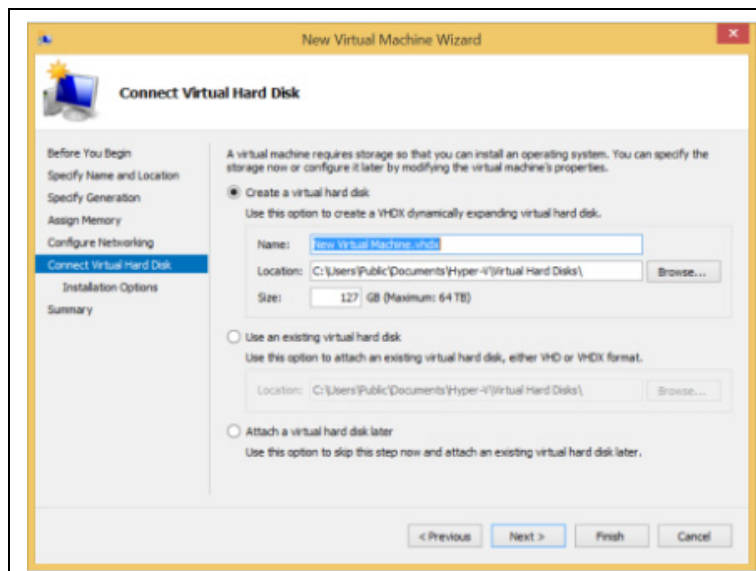 New Virtual Machine Wizard
Connect Virtual Hard Disk
Before You Begin
Specify Name and Location
Specify Generation
Assign Memory
Configure Networking
Connect Virtual Hard Disk
Installation Options
Summary
A virtual machine requires storage so that you can install an operating system. You can specify the
storage now or configure it later by modifying the virtual machine's properties.
Create a virtual hard disk
Use this option to create a VHDX dynamically expanding virtual hard disk.
Name: New Virtual Machine.vhdx
Location: C:\Users\Public\Documents\Hyper-V\Virtual Hard Disks\ Browse...
Size: 127 GB (Maximum: 64 TB)
Use an existing virtual hard disk
Use this option to attach an existing virtual hard disk, either VHD or VHDX format.
Location: C:\Users\Public\Documents\Hyper-V\Virtual Hard Disks\ Browse...
Attach a virtual hard disk later
Use this option to skip this step now and attach an existing virtual hard disk later.
< Previous Next > Finish Cancel